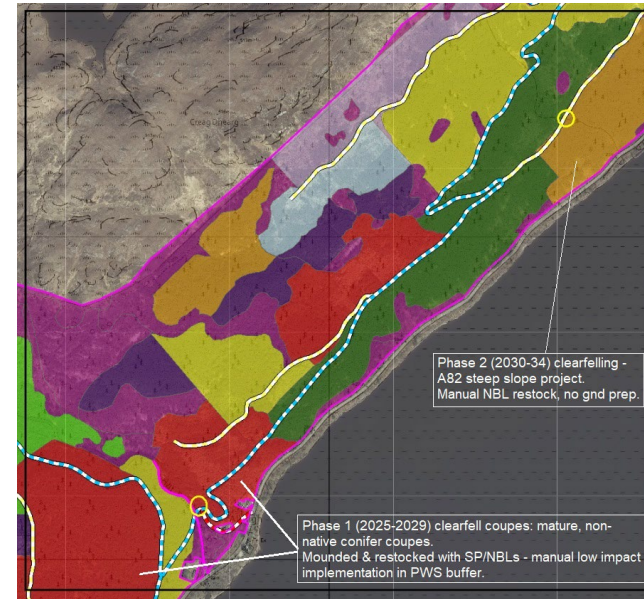 Creag Dhearg
Phase 2 (2030-34) clearfelling -
A82 steep slope project.
Manual NBL restock, no gnd prep.
Phase 1 (2025-2029) clearfell coupes: mature, non-
native conifer coupes.
Mounded & restocked with SP/NBLs - manual low impact
implementation in PWS buffer.